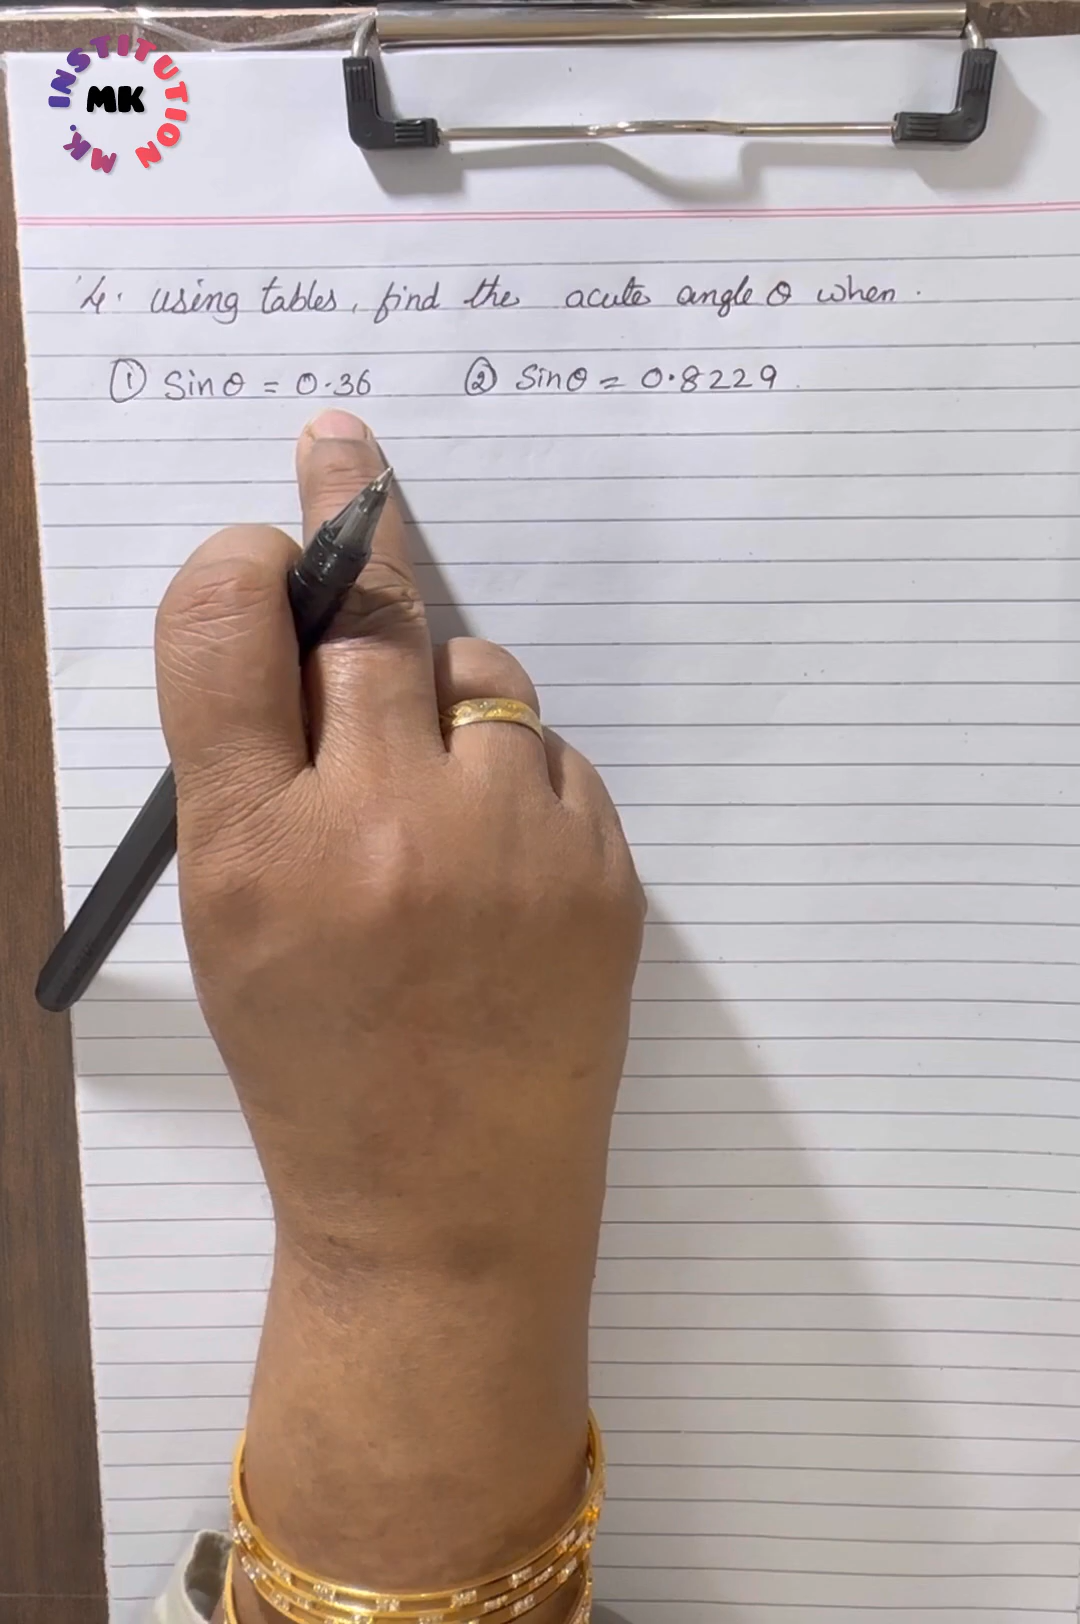 MK. INSTITUTION
MK
4. using tables, find the acute angle θ when.
① Sinθ = 0.36 ② Sinθ = 0.8229.